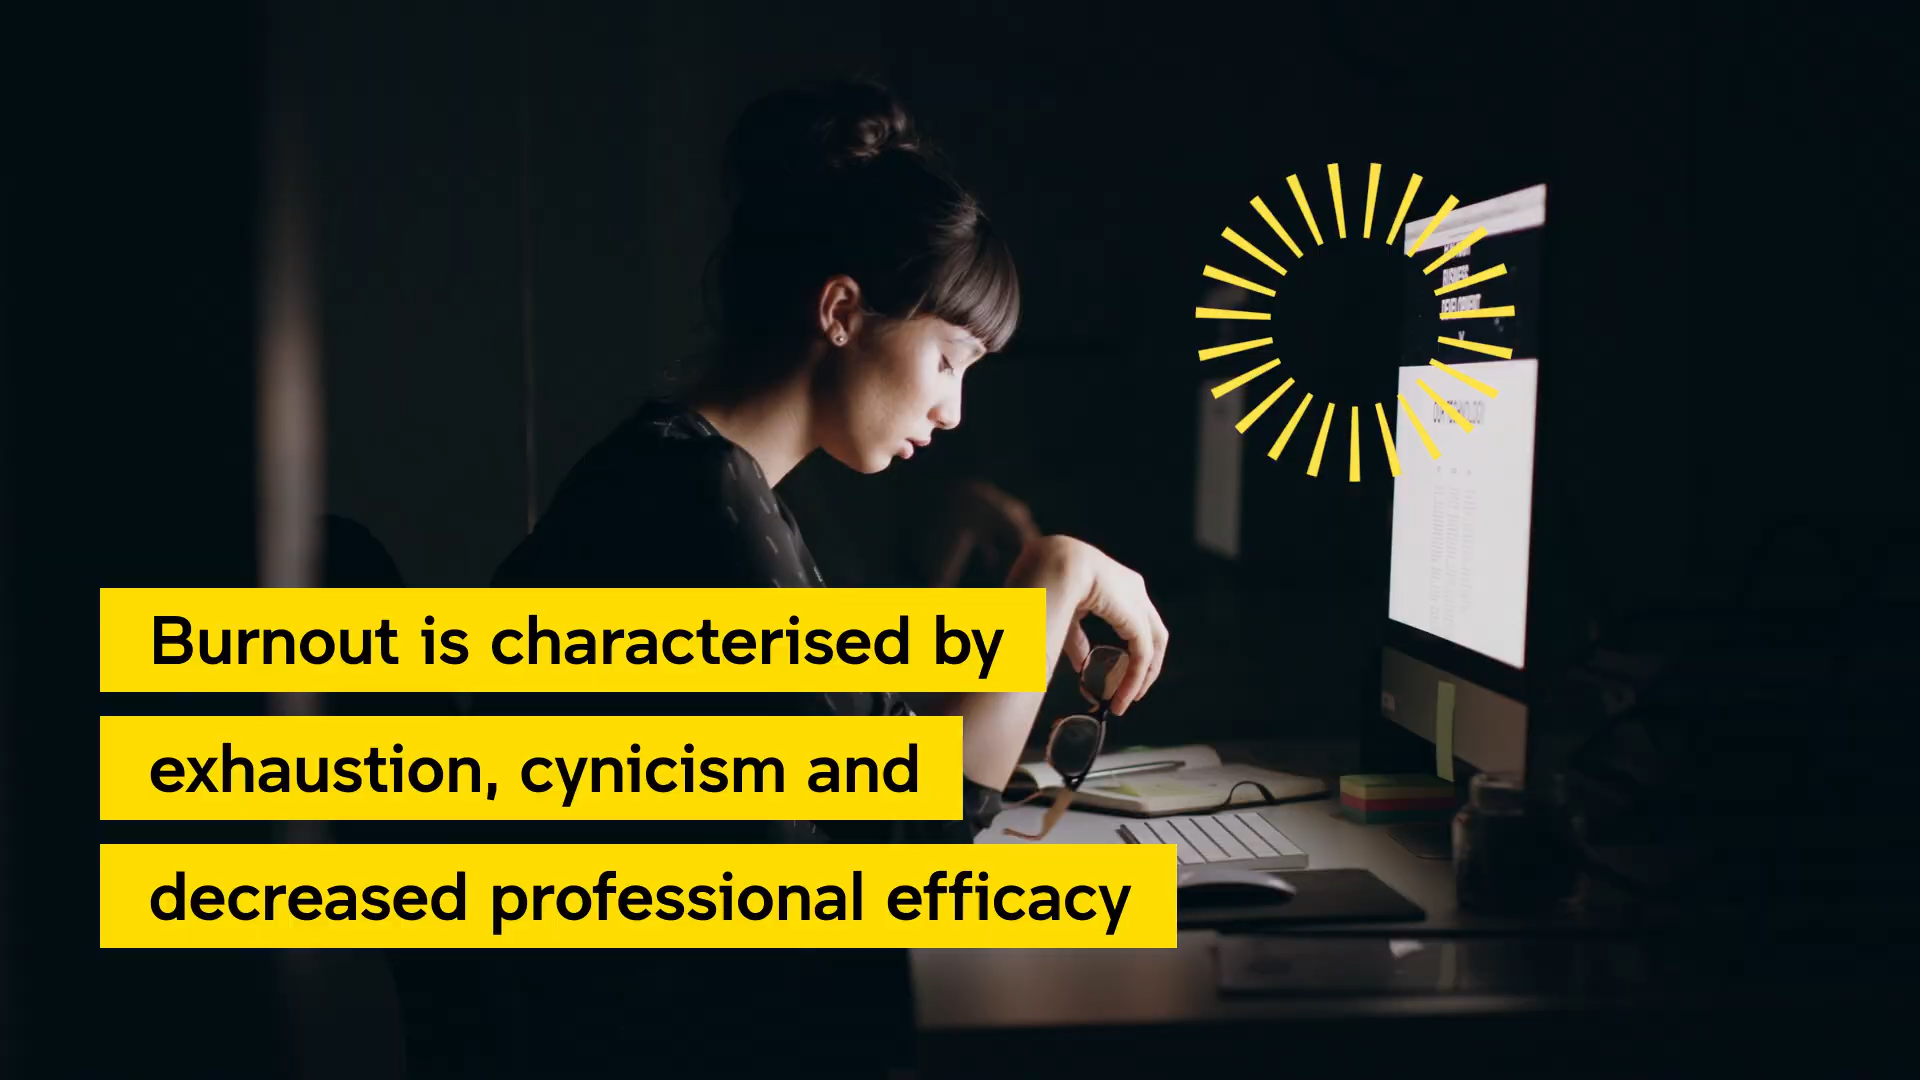 Burnout is characterised by
exhaustion, cynicism and
decreased professional efficacy